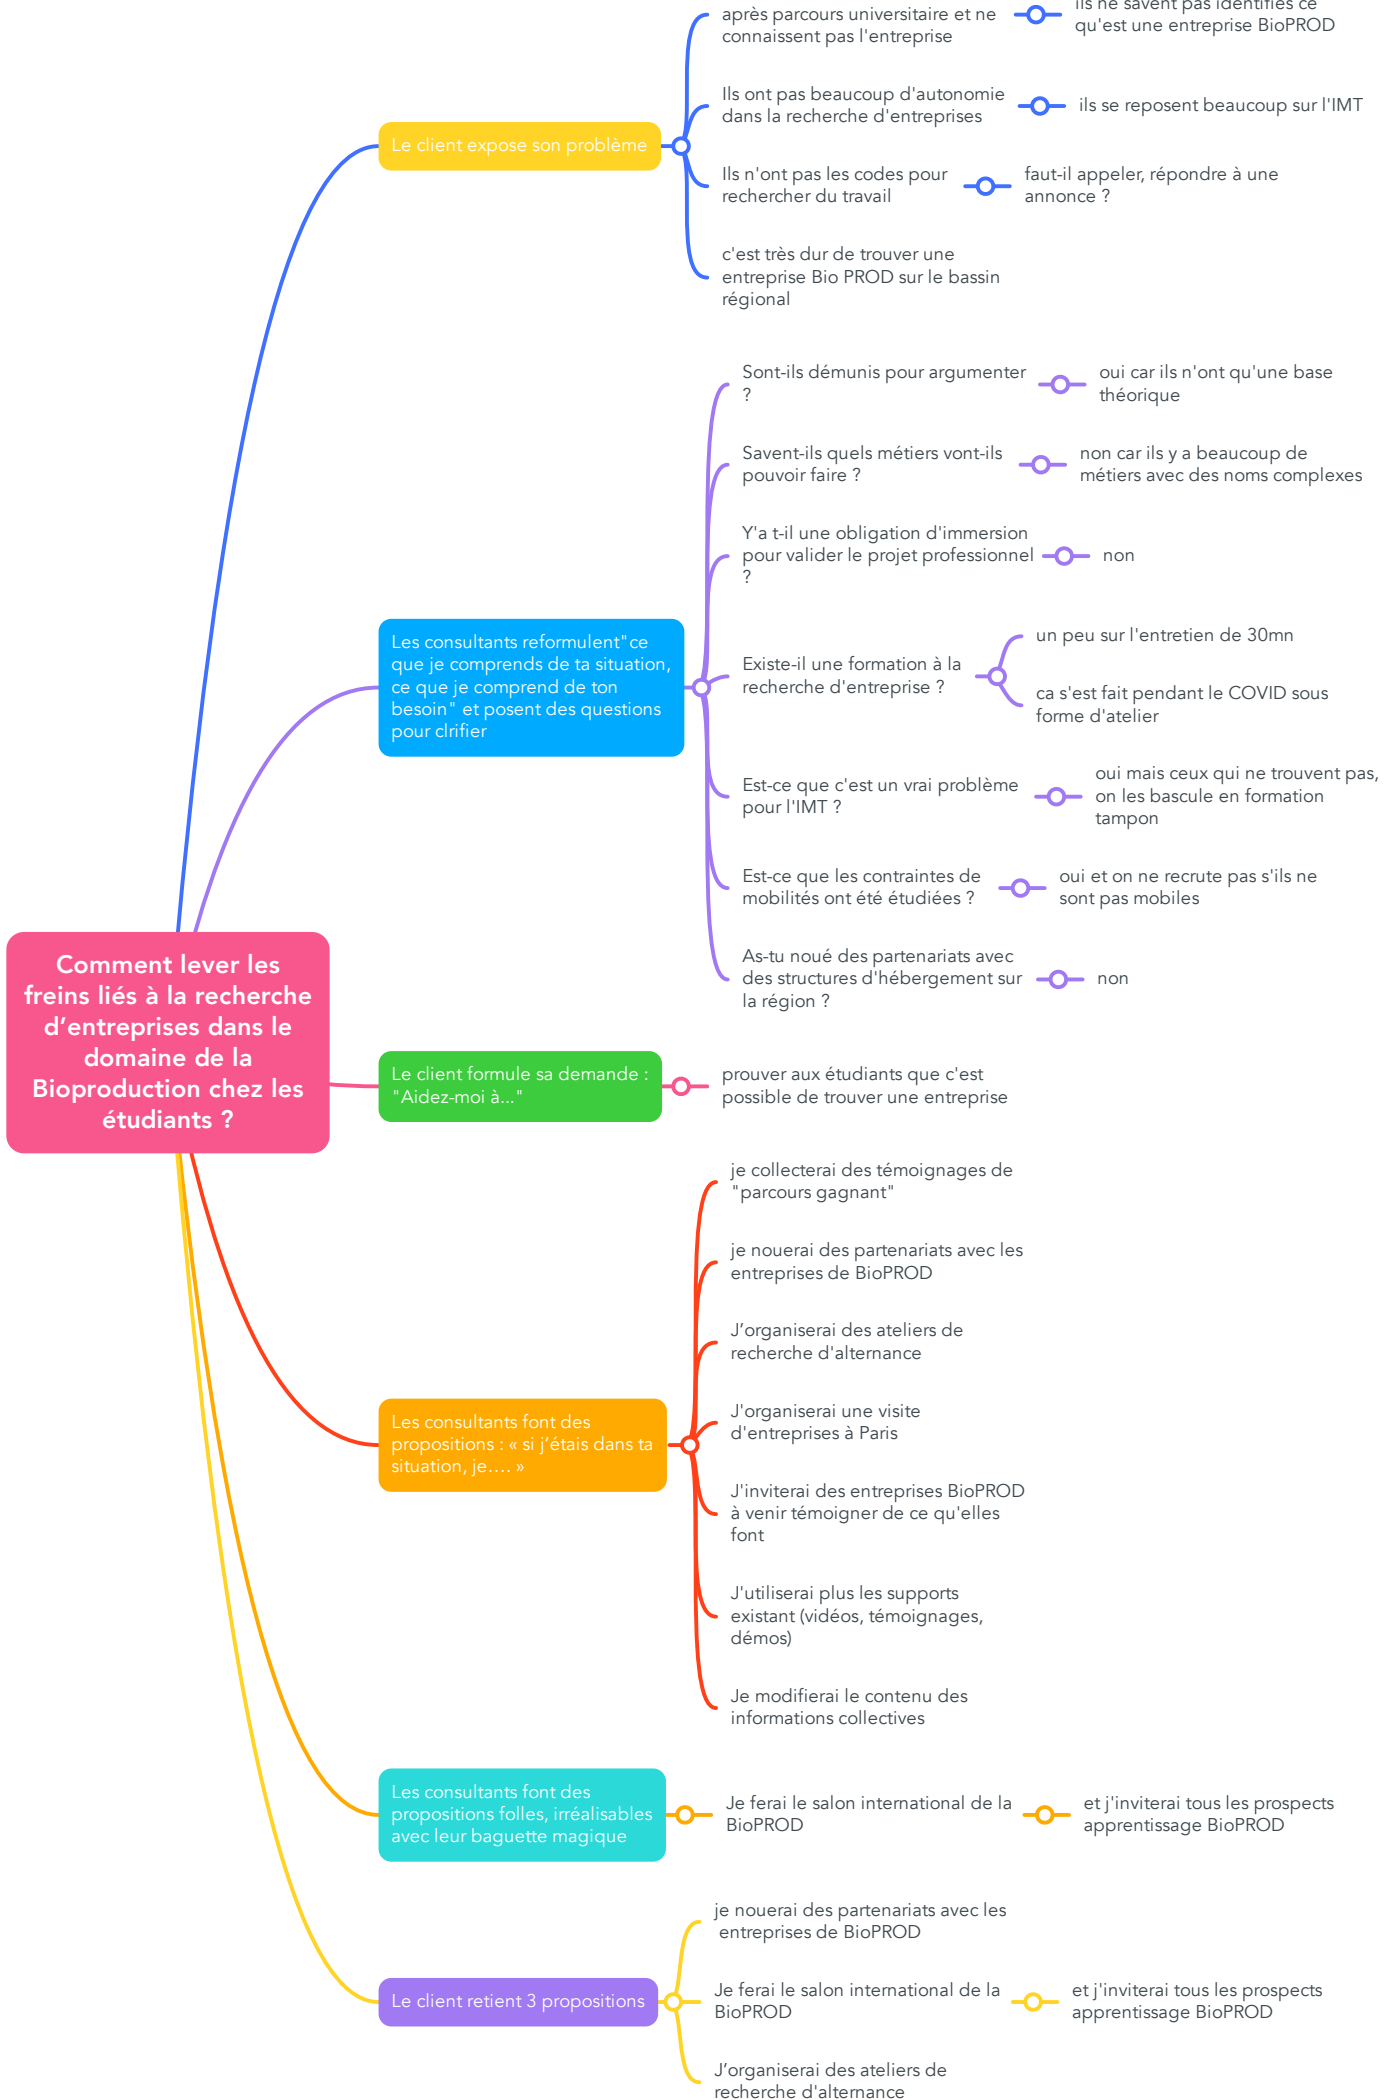 Comment lever les
freins liés à la recherche
d’entreprises dans le
domaine de la
Bioproduction chez les
étudiants ?
Le client expose son problème
après parcours universitaire et ne
connaissent pas l'entreprise
ils ne savent pas identifies ce
qu'est une entreprise BioPROD
Ils ont pas beaucoup d'autonomie
dans la recherche d'entreprises
ils se reposent beaucoup sur l'IMT
Ils n'ont pas les codes pour
rechercher du travail
faut-il appeler, répondre à une
annonce ?
c'est très dur de trouver une
entreprise Bio PROD sur le bassin
régional
Les consultants reformulent"ce
que je comprends de ta situation,
ce que je comprend de ton
besoin" et posent des questions
pour clrifier
Sont-ils démunis pour argumenter
?
oui car ils n'ont qu'une base
théorique
Savent-ils quels métiers vont-ils
pouvoir faire ?
non car ils y a beaucoup de
métiers avec des noms complexes
Y'a t-il une obligation d'immersion
pour valider le projet professionnel
?
non
Existe-il une formation à la
recherche d'entreprise ?
un peu sur l'entretien de 30mn
ca s'est fait pendant le COVID sous
forme d'atelier
Est-ce que c'est un vrai problème
pour l'IMT ?
oui mais ceux qui ne trouvent pas,
on les bascule en formation
tampon
Est-ce que les contraintes de
mobilités ont été étudiées ?
oui et on ne recrute pas s'ils ne
sont pas mobiles
As-tu noué des partenariats avec
des structures d'hébergement sur
la région ?
non
Le client formule sa demande :
"Aidez-moi à..."
prouver aux étudiants que c'est
possible de trouver une entreprise
Les consultants font des
propositions : « si j’étais dans ta
situation, je…. »
je collecterai des témoignages de
"parcours gagnant"
je nouerai des partenariats avec les
entreprises de BioPROD
J’organiserai des ateliers de
recherche d'alternance
J'organiserai une visite
d'entreprises à Paris
J'inviterai des entreprises BioPROD
à venir témoigner de ce qu'elles
font
J'utiliserai plus les supports
existant (vidéos, témoignages,
démos)
Je modifierai le contenu des
informations collectives
Les consultants font des
propositions folles, irréalisables
avec leur baguette magique
Je ferai le salon international de la
BioPROD
et j'inviterai tous les prospects
apprentissage BioPROD
Le client retient 3 propositions
je nouerai des partenariats avec les
entreprises de BioPROD
Je ferai le salon international de la
BioPROD
et j'inviterai tous les prospects
apprentissage BioPROD
J’organiserai des ateliers de
recherche d'alternance